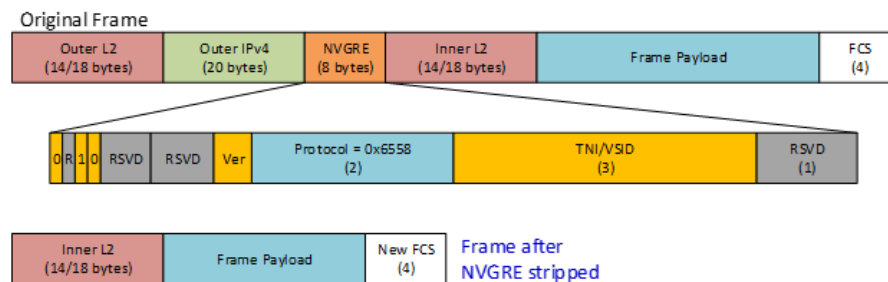 Original Frame
Outer L2
(14/18 bytes)
Outer IPv4
(20 bytes)
NVGRE
(8 bytes)
Inner L2
(14/18 bytes)
Frame Payload
FCS
(4)
0
R
1
0
RSVD
RSVD
Ver
Protocol = 0x6558
(2)
TNI/VSID
(3)
RSVD
(1)
Inner L2
(14/18 bytes)
Frame Payload
New FCS
(4)
Frame after
NVGRE stripped